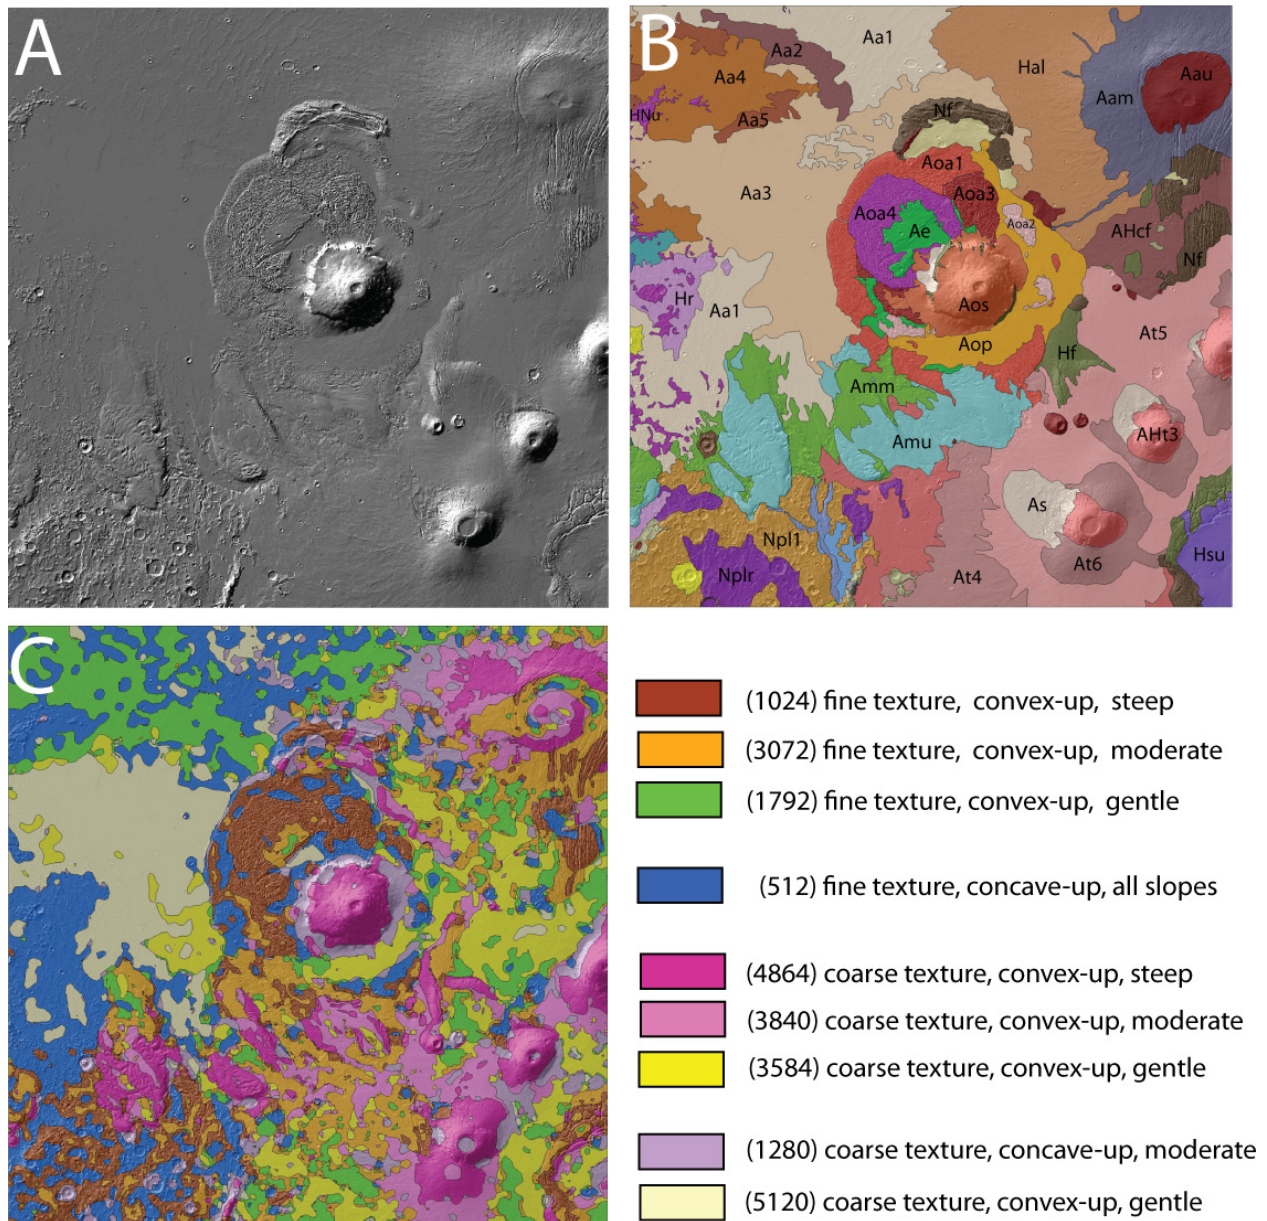 A
B
Aa1
Aa2
Aa4
Hal
Aau
Aam
HNu
Aa5
Nf
Aoa1
Aa3
Aoa3
Aoa4
Ae
Aoa2
AHcf
Nf
Hr
Aa1
Aos
At5
Aop
Hf
Amm
Amu
AHt3
As
Npl1
Hsu
Nplr
At4
At6
C
(1024) fine texture, convex-up, steep
(3072) fine texture, convex-up, moderate
(1792) fine texture, convex-up, gentle
(512) fine texture, concave-up, all slopes
(4864) coarse texture, convex-up, steep
(3840) coarse texture, convex-up, moderate
(3584) coarse texture, convex-up, gentle
(1280) coarse texture, concave-up, moderate
(5120) coarse texture, convex-up, gentle